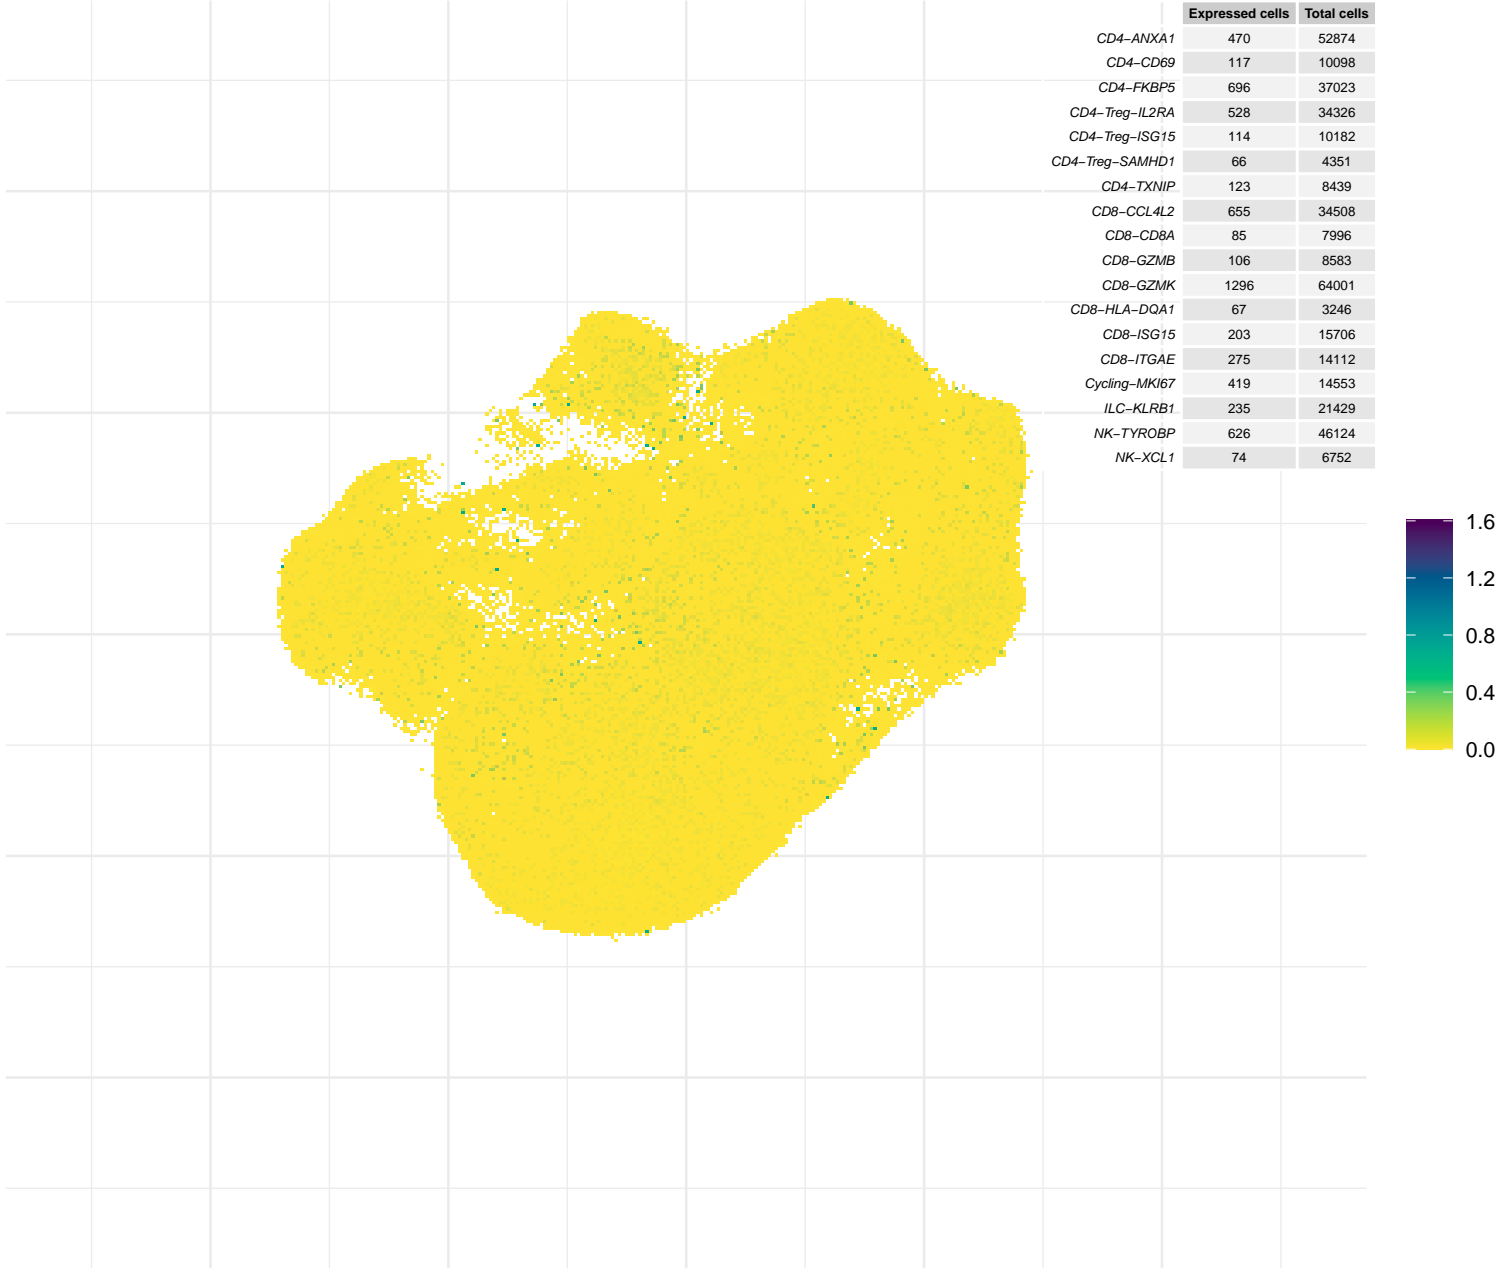 Expressed cells Total cells
CD4−ANXA1 470 52874
CD4−CD69 117 10098
CD4−FKBP5 696 37023
CD4−Treg−IL2RA 528 34326
CD4−Treg−ISG15 114 10182
CD4−Treg−SAMHD1 66 4351
CD4−TXNIP 123 8439
CD8−CCL4L2 655 34508
CD8−CD8A 85 7996
CD8−GZMB 106 8583
CD8−GZMK 1296 64001
CD8−HLA−DQA1 67 3246
CD8−ISG15 203 15706
CD8−ITGAE 275 14112
Cycling−MKI67 419 14553
ILC−KLRB1 235 21429
NK−TYROBP 626 46124
NK−XCL1 74 6752
1.6
1.2
0.8
0.4
0.0